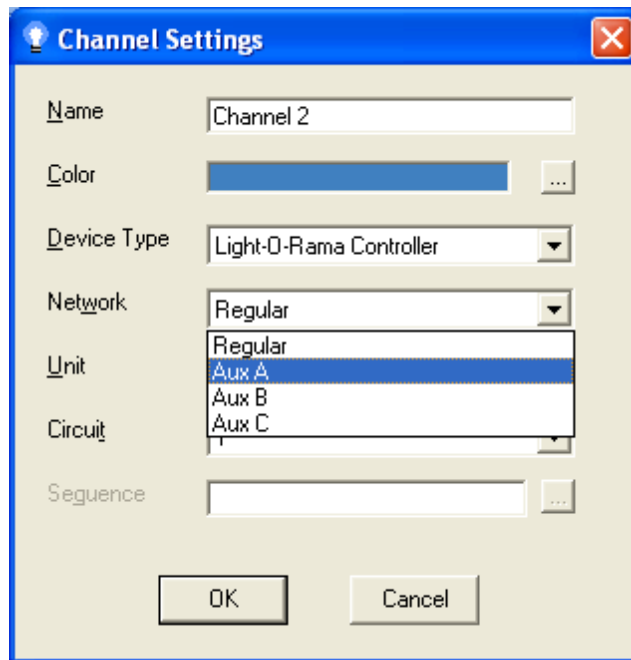 Channel Settings
Name Channel 2
Color ...
Device Type Light-O-Rama Controller
Network Regular
Regular
Unit Aux A
Aux B
Circuit Aux C
Sequence ...
OK Cancel